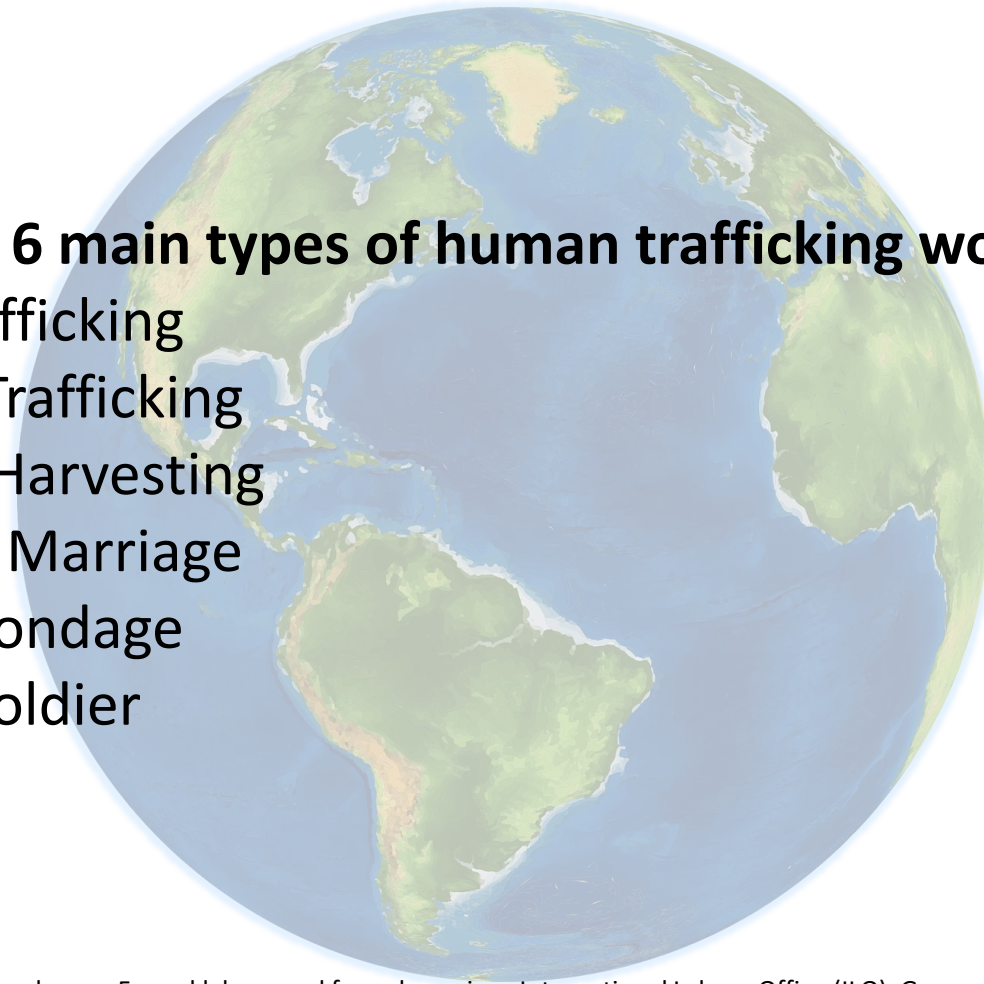 6 main types of human trafficking wo
fficking
Trafficking
Harvesting
Marriage
ondage
oldier